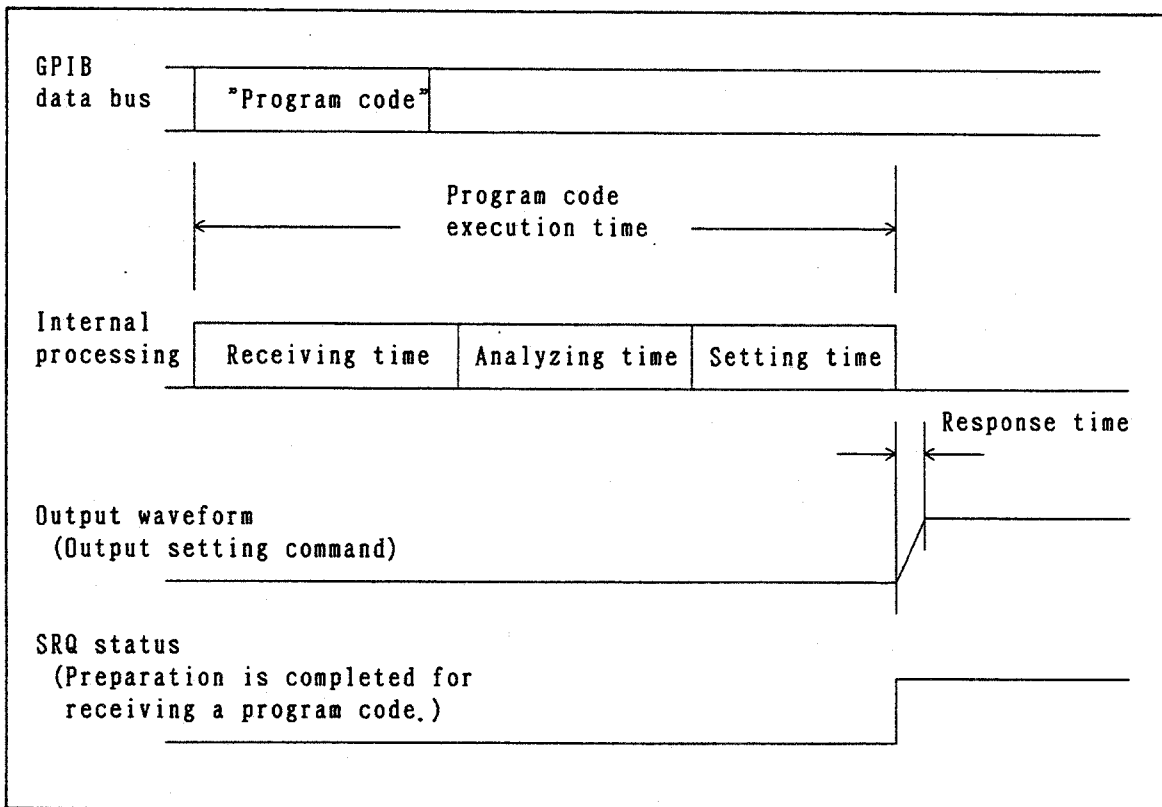 GPIB
data bus
"Program code"
Program code
execution time
Internal
processing
Receiving time
Analyzing time
Setting time
Response time
Output waveform
(Output setting command)
SRQ status
(Preparation is completed for
receiving a program code.)